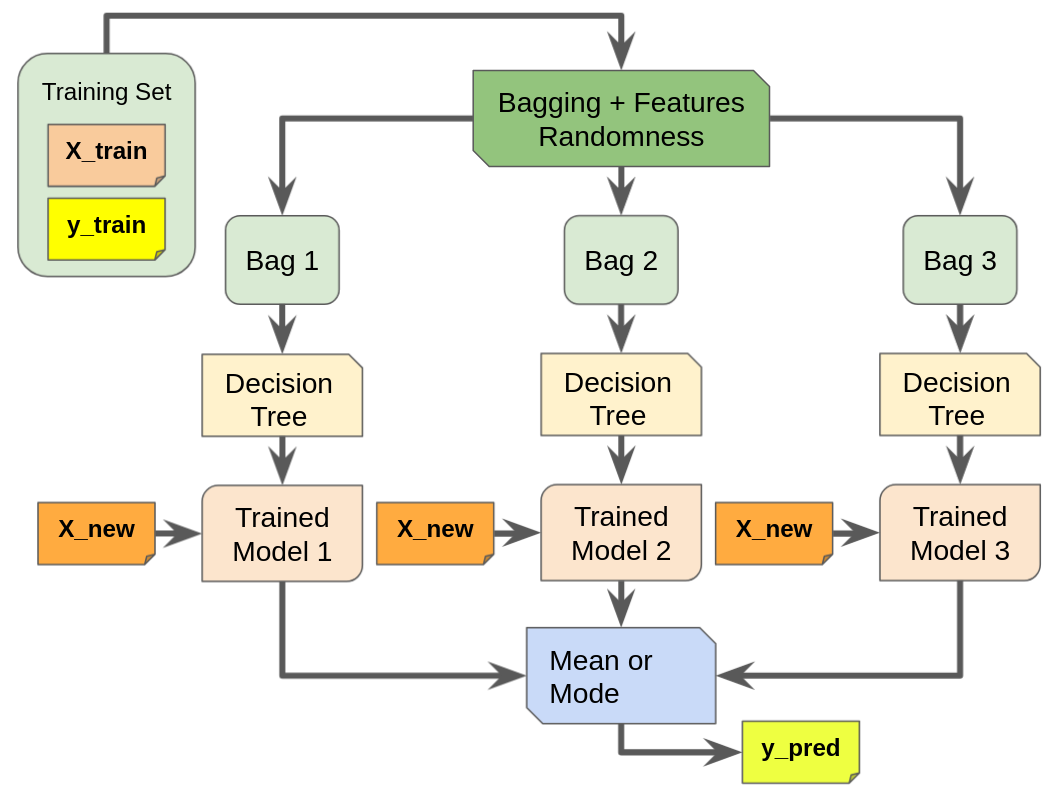 Training Set
X_train
y_train
Bagging + Features
Randomness
Bag 1
Bag 2
Bag 3
Decision
Tree
Decision
Tree
Decision
Tree
X_new
Trained
Model 1
X_new
Trained
Model 2
X_new
Trained
Model 3
Mean or
Mode
y_pred